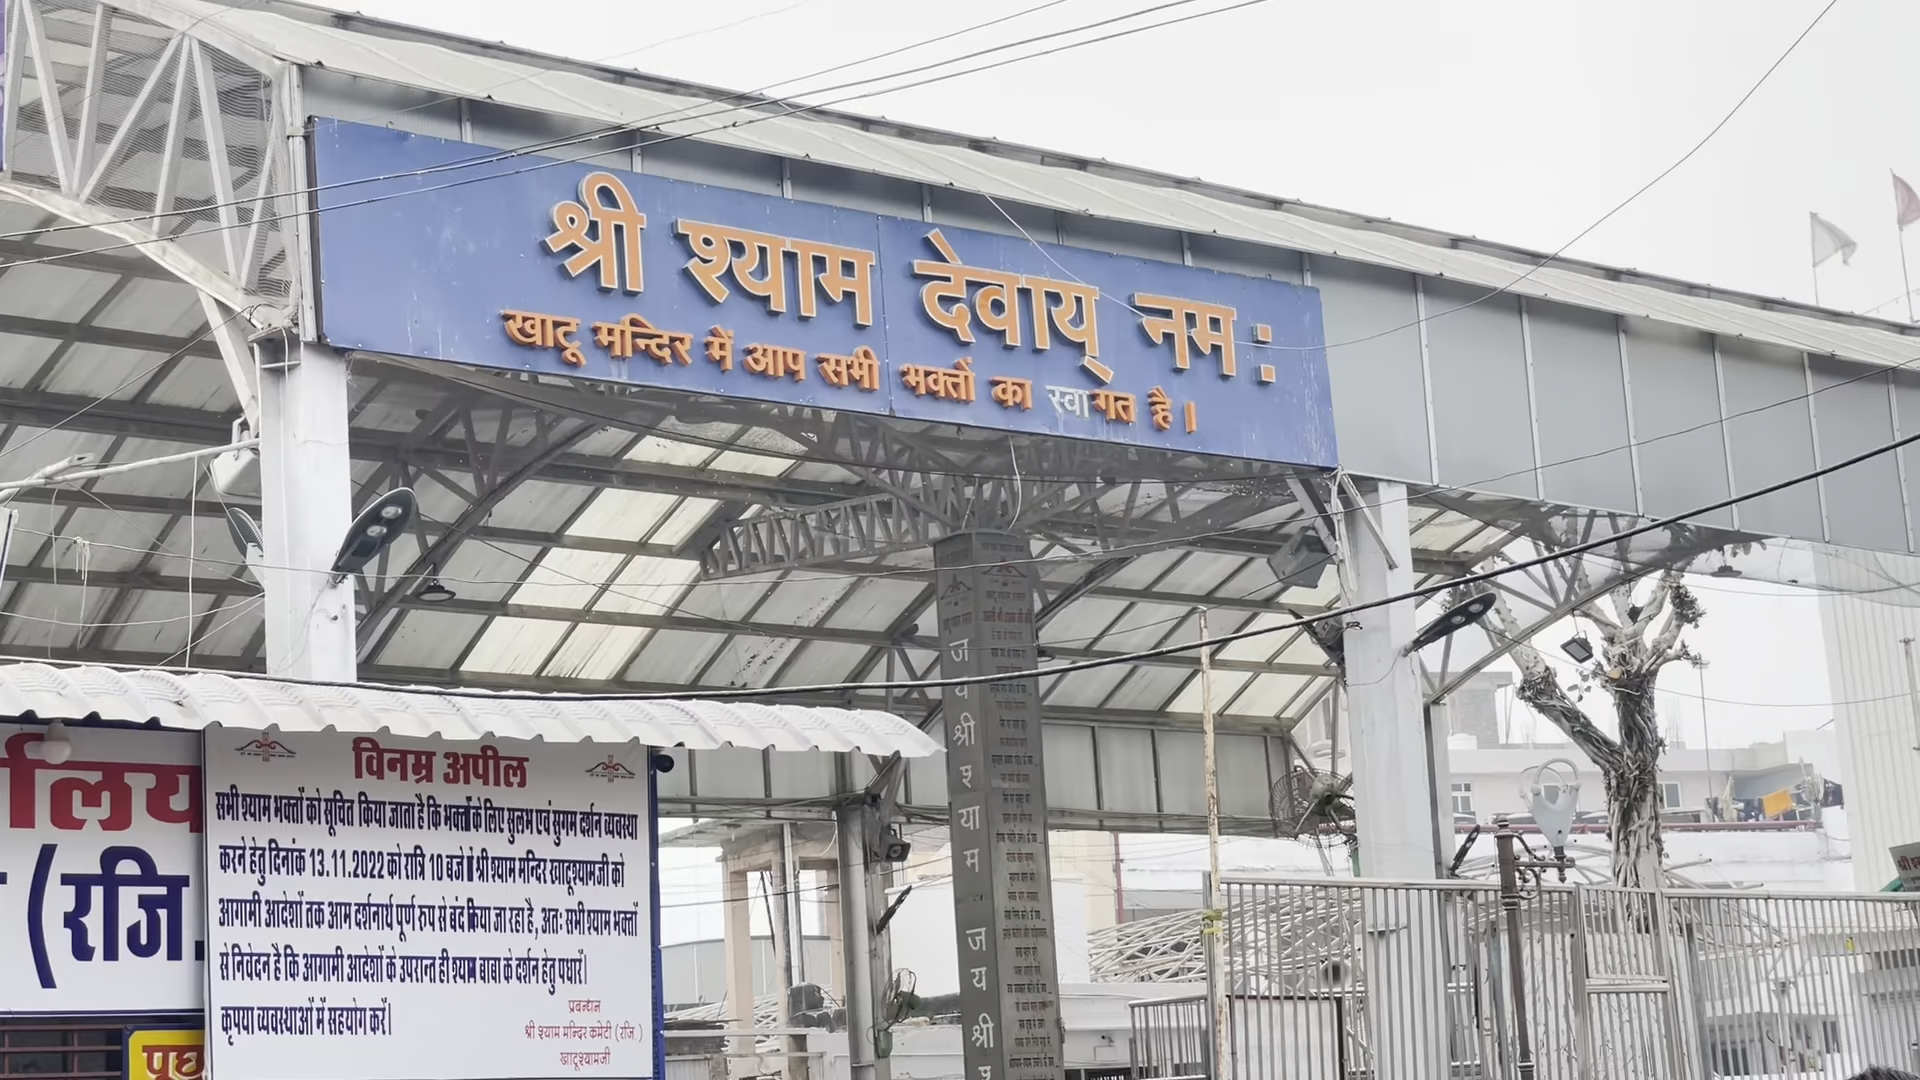 श्री श्याम देवाय् नम:
खाटू मन्दिर में आप सभी भक्तों का स्वागत है।
लिय
(रजि.
विनम्र अपील
सभी श्याम भक्तों को सूचित किया जाता है कि भक्तों के लिए सुलभ एवं सुगम दर्शन व्यवस्था
करने हेतु दिनांक 13.11.2022 को रात्रि 10 बजे से श्री श्याम मन्दिर खाटूश्यामजी को
आगामी आदेशों तक आम दर्शनार्थ पूर्ण रुप से बंद किया जा रहा है, अतः सभी श्याम भक्तों
से निवेदन है कि आगामी आदेशों के उपरान्त ही श्याम बाबा के दर्शन हेतु पधारें।
कृपया व्यवस्थाओं में सहयोग करें।
प्रबन्धन
श्री श्याम मन्दिर कमेटी (रजि.)
खाटूश्यामजी
पूछ
जय श्री श्याम जय श्री श